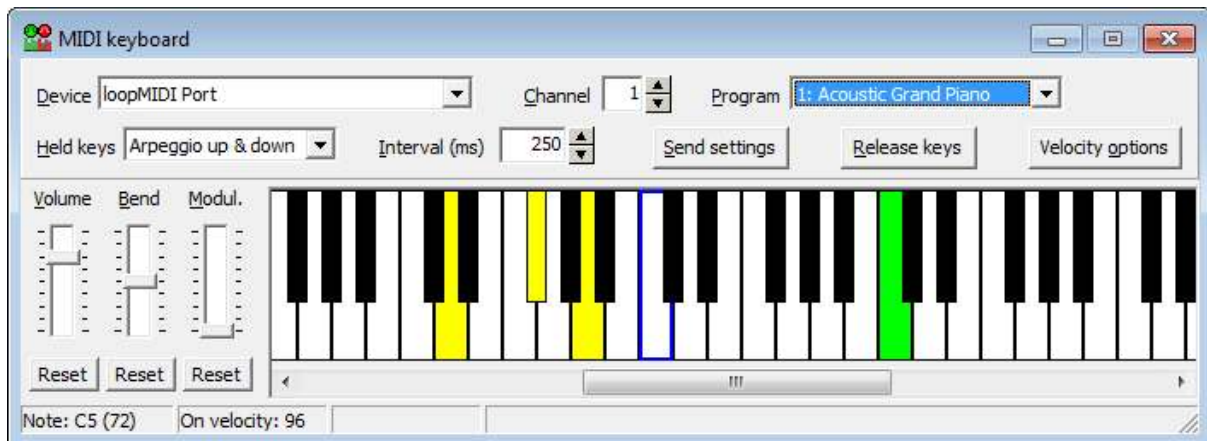 MIDI keyboard
Device loopMIDI Port Channel 1 Program 1: Acoustic Grand Piano
Held keys Arpeggio up & down Interval (ms) 250 Send settings Release keys Velocity options
Volume Bend Modul.
Reset Reset Reset
Note: C5 (72) On velocity: 96